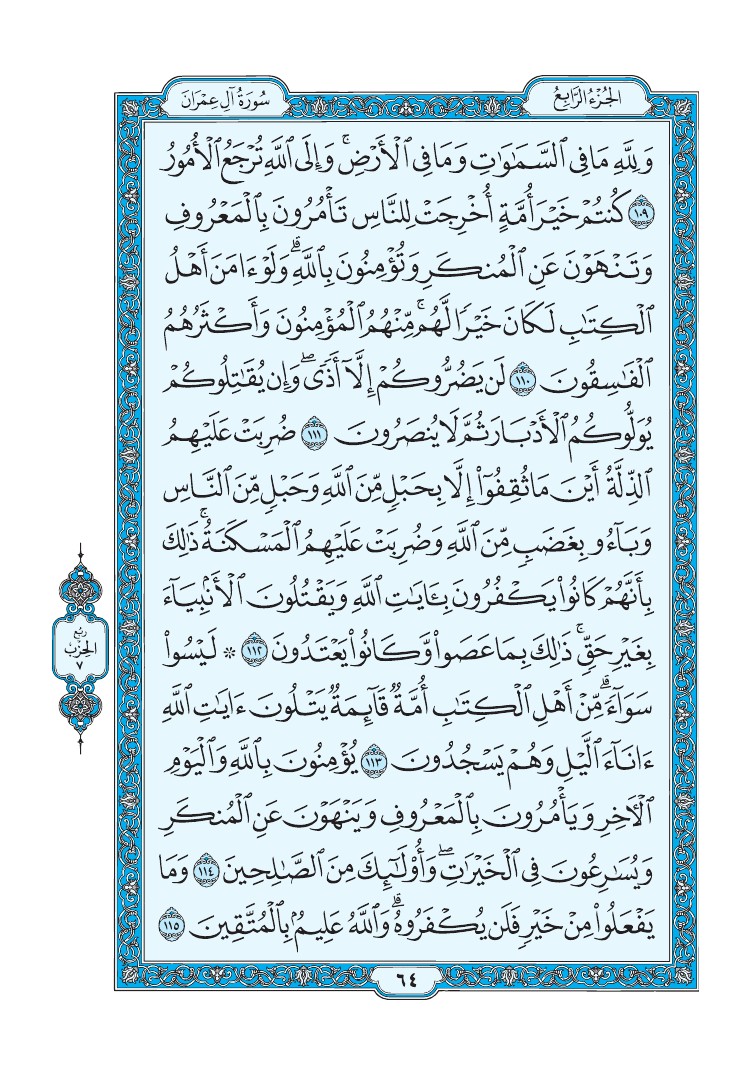 الجُزْءُ الرَّابِعُ
سُورَةُ آلِ عِمْرَانَ
وَلِلَّهِ مَا فِي ٱلسَّمَٰوَٰتِ وَمَا فِي ٱلۡأَرۡضِۚ وَإِلَى ٱللَّهِ تُرۡجَعُ ٱلۡأُمُورُ
١٠٩ كُنتُمۡ خَيۡرَ أُمَّةٍ أُخۡرِجَتۡ لِلنَّاسِ تَأۡمُرُونَ بِٱلۡمَعۡرُوفِ
وَتَنۡهَوۡنَ عَنِ ٱلۡمُنكَرِ وَتُؤۡمِنُونَ بِٱللَّهِۗ وَلَوۡ ءَامَنَ أَهۡلُ
ٱلۡكِتَٰبِ لَكَانَ خَيۡرٗا لَّهُمۚ مِّنۡهُمُ ٱلۡمُؤۡمِنُونَ وَأَكۡثَرُهُمُ
ٱلۡفَٰسِقُونَ ١١٠ لَن يَضُرُّوكُمۡ إِلَّآ أَذٗىۖ وَإِن يُقَٰتِلُوكُمۡ
يُوَلُّوكُمُ ٱلۡأَدۡبَارَ ثُمَّ لَا يُنصَرُونَ ١١١ ضُرِبَتۡ عَلَيۡهِمُ
ٱلذِّلَّةُ أَيۡنَ مَا ثُقِفُوٓاْ إِلَّا بِحَبۡلٖ مِّنَ ٱللَّهِ وَحَبۡلٖ مِّنَ ٱلنَّاسِ
وَبَآءُو بِغَضَبٖ مِّنَ ٱللَّهِ وَضُرِبَتۡ عَلَيۡهِمُ ٱلۡمَسۡكَنَةُۚ ذَٰلِكَ
بِأَنَّهُمۡ كَانُواْ يَكۡفُرُونَ بِـَٔايَٰتِ ٱللَّهِ وَيَقۡتُلُونَ ٱلۡأَنۢبِيَآءَ
بِغَيۡرِ حَقّٖۚ ذَٰلِكَ بِمَا عَصَواْ وَّكَانُواْ يَعۡتَدُونَ ١١٢ ۞ لَيۡسُواْ
سَوَآءٗۗ مِّنۡ أَهۡلِ ٱلۡكِتَٰبِ أُمَّةٞ قَآئِمَةٞ يَتۡلُونَ ءَايَٰتِ ٱللَّهِ
ءَانَآءَ ٱلَّيۡلِ وَهُمۡ يَسۡجُدُونَ ١١٣ يُؤۡمِنُونَ بِٱللَّهِ وَٱلۡيَوۡمِ
ٱلۡأٓخِرِ وَيَأۡمُرُونَ بِٱلۡمَعۡرُوفِ وَيَنۡهَوۡنَ عَنِ ٱلۡمُنكَرِ
وَيُسَٰرِعُونَ فِي ٱلۡخَيۡرَٰتِۖ وَأُوْلَٰٓئِكَ مِنَ ٱلصَّٰلِحِينَ ١١٤ وَمَا
يَفۡعَلُواْ مِنۡ خَيۡرٖ فَلَن يُكۡفَرُوهُۗ وَٱللَّهُ عَلِيمُۢ بِٱلۡمُتَّقِينَ ١١٥
رُبُعُ
الحِزْبُ
٧
٦٤